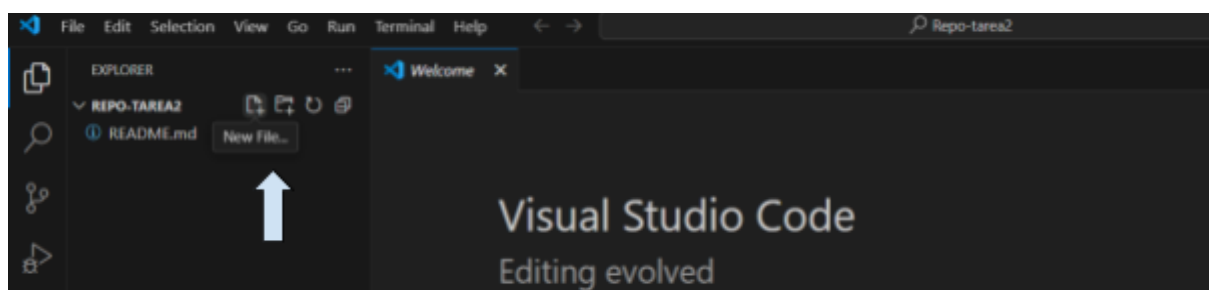 File Edit Selection View Go Run Terminal Help Repo-tarea2
EXPLORER ... Welcome
REPO-TAREA2
README.md
New File...
Visual Studio Code
Editing evolved